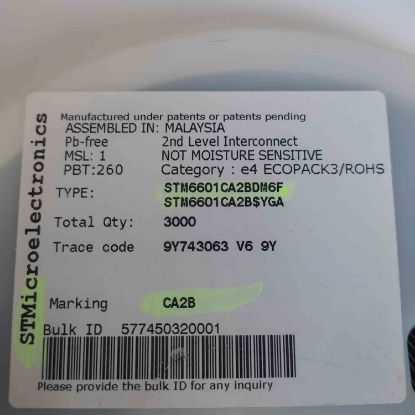 STMicroelectronics
Manufactured under patents or patents pending
ASSEMBLED IN: MALAYSIA
Pb-free 2nd Level Interconnect
MSL: 1 NOT MOISTURE SENSITIVE
PBT:260 Category : e4 ECOPACK3/ROHS
TYPE: STM6601CA2BDM6F
STM6601CA2B$YGA
Total Qty: 3000
Trace code 9Y743063 V6 9Y
Marking CA2B
Bulk ID 577450320001
Please provide the bulk ID for any inquiry